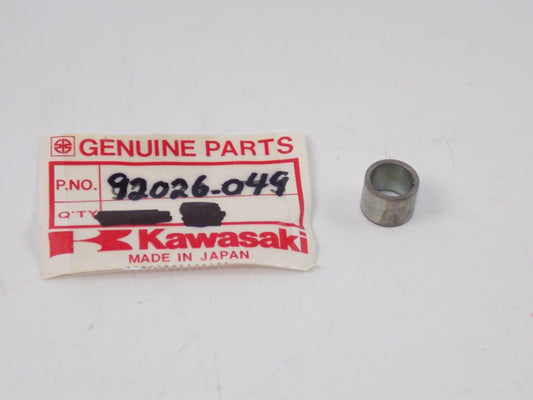 GENUINE PARTS
P.NO. 92026-049
Q'TY
Kawasaki
MADE IN JAPAN